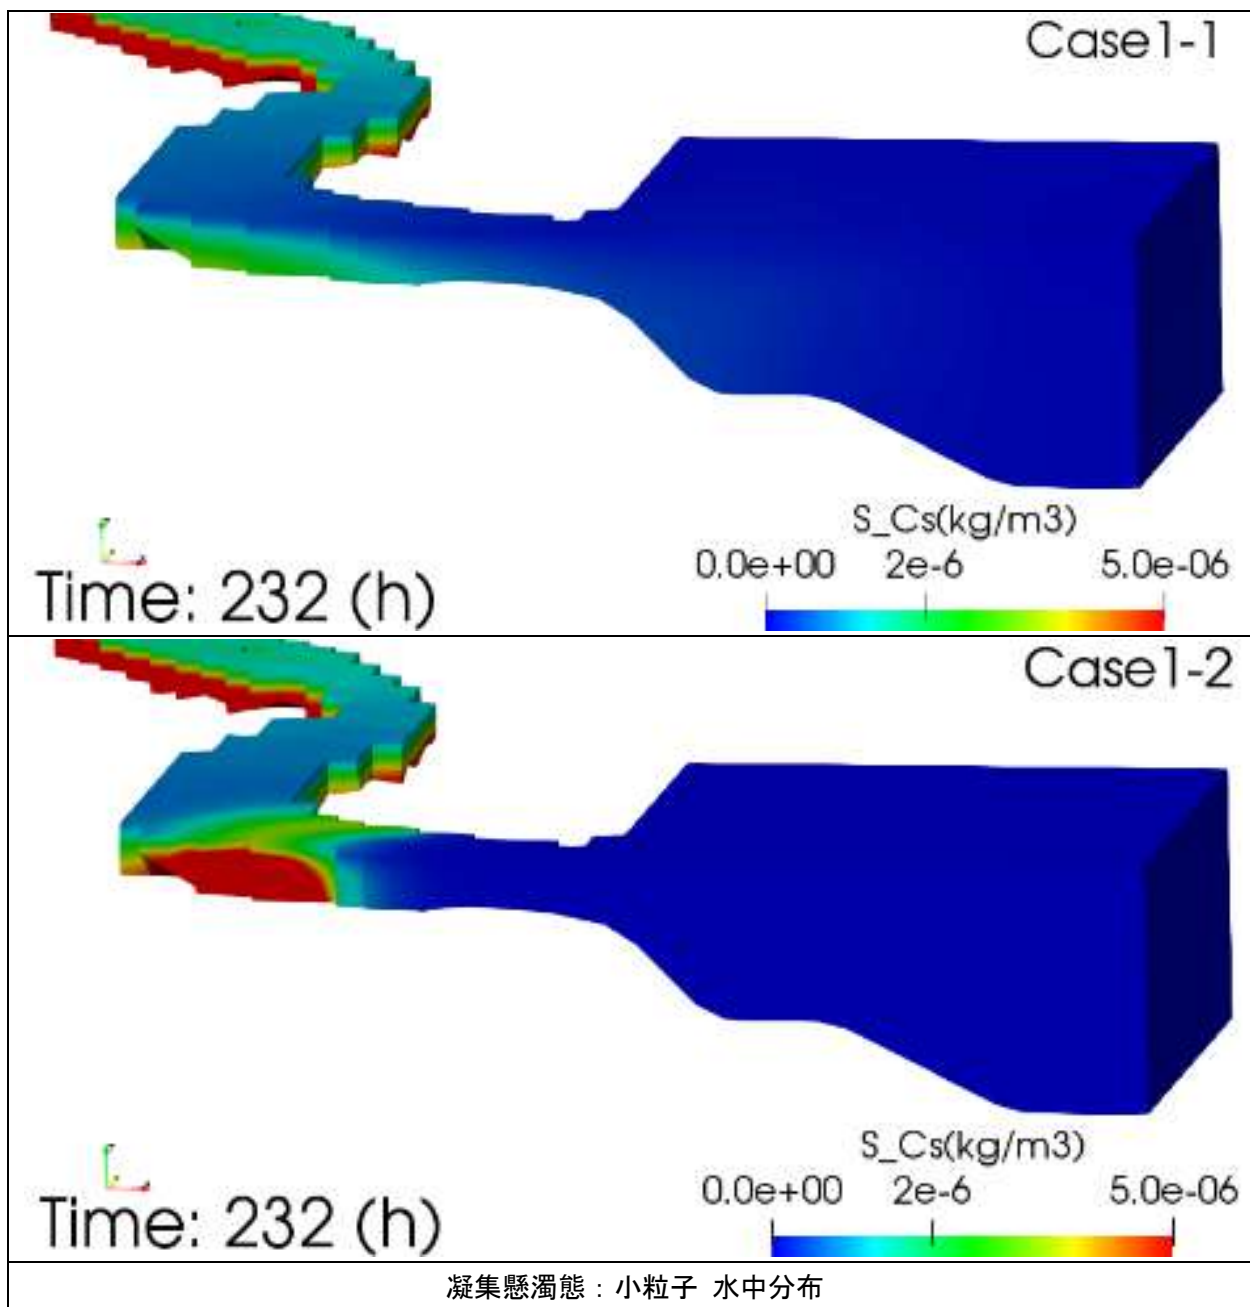 Case1-1
S_Cs(kg/m3)
0.0e+00 2e-6 5.0e-06
Time: 232 (h)
Case1-2
S_Cs(kg/m3)
0.0e+00 2e-6 5.0e-06
Time: 232 (h)
凝集懸濁態：小粒子 水中分布